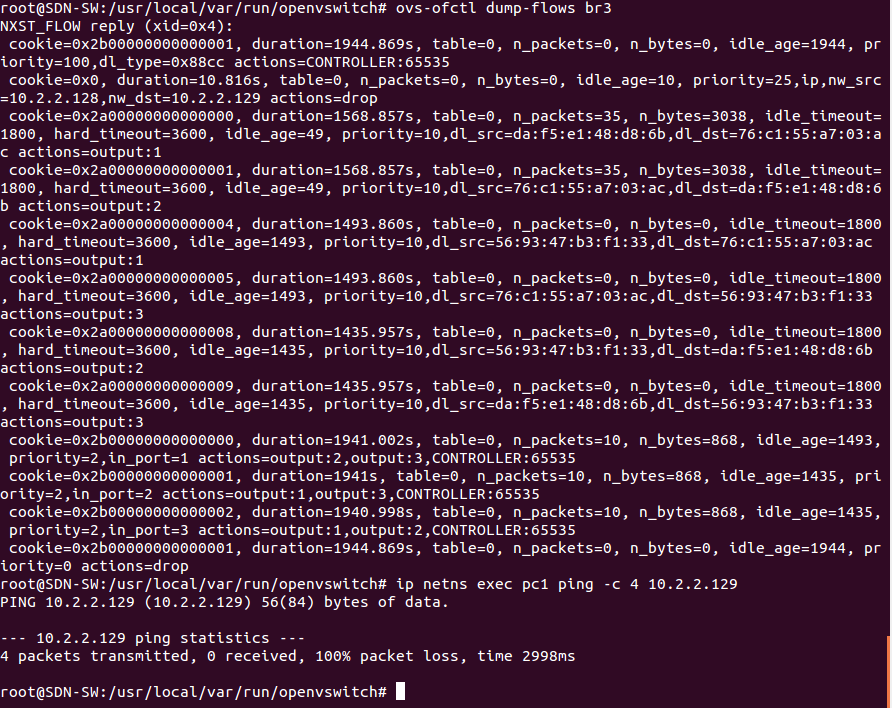 root@SDN-SW:/usr/local/var/run/openvswitch# ovs-ofctl dump-flows br3
NXST_FLOW reply (xid=0x4):
 cookie=0x2b00000000000001, duration=1944.869s, table=0, n_packets=0, n_bytes=0, idle_age=1944, pr
iority=100,dl_type=0x88cc actions=CONTROLLER:65535
 cookie=0x0, duration=10.816s, table=0, n_packets=0, n_bytes=0, idle_age=10, priority=25,ip,nw_src
=10.2.2.128,nw_dst=10.2.2.129 actions=drop
 cookie=0x2a00000000000000, duration=1568.857s, table=0, n_packets=35, n_bytes=3038, idle_timeout=
1800, hard_timeout=3600, idle_age=49, priority=10,dl_src=da:f5:e1:48:d8:6b,dl_dst=76:c1:55:a7:03:a
c actions=output:1
 cookie=0x2a00000000000001, duration=1568.857s, table=0, n_packets=35, n_bytes=3038, idle_timeout=
1800, hard_timeout=3600, idle_age=49, priority=10,dl_src=76:c1:55:a7:03:ac,dl_dst=da:f5:e1:48:d8:6
b actions=output:2
 cookie=0x2a00000000000004, duration=1493.860s, table=0, n_packets=0, n_bytes=0, idle_timeout=1800
, hard_timeout=3600, idle_age=1493, priority=10,dl_src=56:93:47:b3:f1:33,dl_dst=76:c1:55:a7:03:ac
actions=output:1
 cookie=0x2a00000000000005, duration=1493.860s, table=0, n_packets=0, n_bytes=0, idle_timeout=1800
, hard_timeout=3600, idle_age=1493, priority=10,dl_src=76:c1:55:a7:03:ac,dl_dst=56:93:47:b3:f1:33
actions=output:3
 cookie=0x2a00000000000008, duration=1435.957s, table=0, n_packets=0, n_bytes=0, idle_timeout=1800
, hard_timeout=3600, idle_age=1435, priority=10,dl_src=56:93:47:b3:f1:33,dl_dst=da:f5:e1:48:d8:6b
actions=output:2
 cookie=0x2a00000000000009, duration=1435.957s, table=0, n_packets=0, n_bytes=0, idle_timeout=1800
, hard_timeout=3600, idle_age=1435, priority=10,dl_src=da:f5:e1:48:d8:6b,dl_dst=56:93:47:b3:f1:33
actions=output:3
 cookie=0x2b00000000000000, duration=1941.002s, table=0, n_packets=10, n_bytes=868, idle_age=1493,
 priority=2,in_port=1 actions=output:2,output:3,CONTROLLER:65535
 cookie=0x2b00000000000001, duration=1941s, table=0, n_packets=10, n_bytes=868, idle_age=1435, pri
ority=2,in_port=2 actions=output:1,output:3,CONTROLLER:65535
 cookie=0x2b00000000000002, duration=1940.998s, table=0, n_packets=10, n_bytes=868, idle_age=1435,
 priority=2,in_port=3 actions=output:1,output:2,CONTROLLER:65535
 cookie=0x2b00000000000001, duration=1944.869s, table=0, n_packets=0, n_bytes=0, idle_age=1944, pr
iority=0 actions=drop
root@SDN-SW:/usr/local/var/run/openvswitch# ip netns exec pc1 ping -c 4 10.2.2.129
PING 10.2.2.129 (10.2.2.129) 56(84) bytes of data.

--- 10.2.2.129 ping statistics ---
4 packets transmitted, 0 received, 100% packet loss, time 2998ms

root@SDN-SW:/usr/local/var/run/openvswitch#